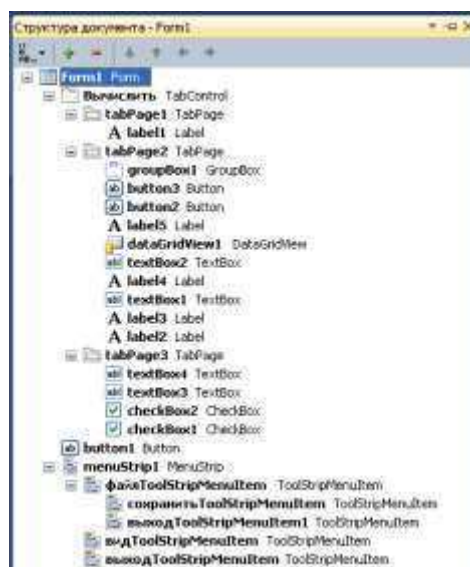 Структура документа - Form1
Form1 Form
Вычислить TabControl
tabPage1 TabPage
label1 Label
tabPage2 TabPage
groupBox1 GroupBox
button3 Button
button2 Button
label5 Label
dataGridView1 DataGridView
textBox2 TextBox
label4 Label
textBox1 TextBox
label3 Label
label2 Label
tabPage3 TabPage
textBox4 TextBox
textBox3 TextBox
checkBox2 CheckBox
checkBox1 CheckBox
button1 Button
menuStrip1 MenuStrip
файлToolStripMenuItem ToolStripMenuItem
сохранитьToolStripMenuItem ToolStripMenuItem
выходToolStripMenuItem1 ToolStripMenuItem
видToolStripMenuItem ToolStripMenuItem
выходToolStripMenuItem ToolStripMenuItem